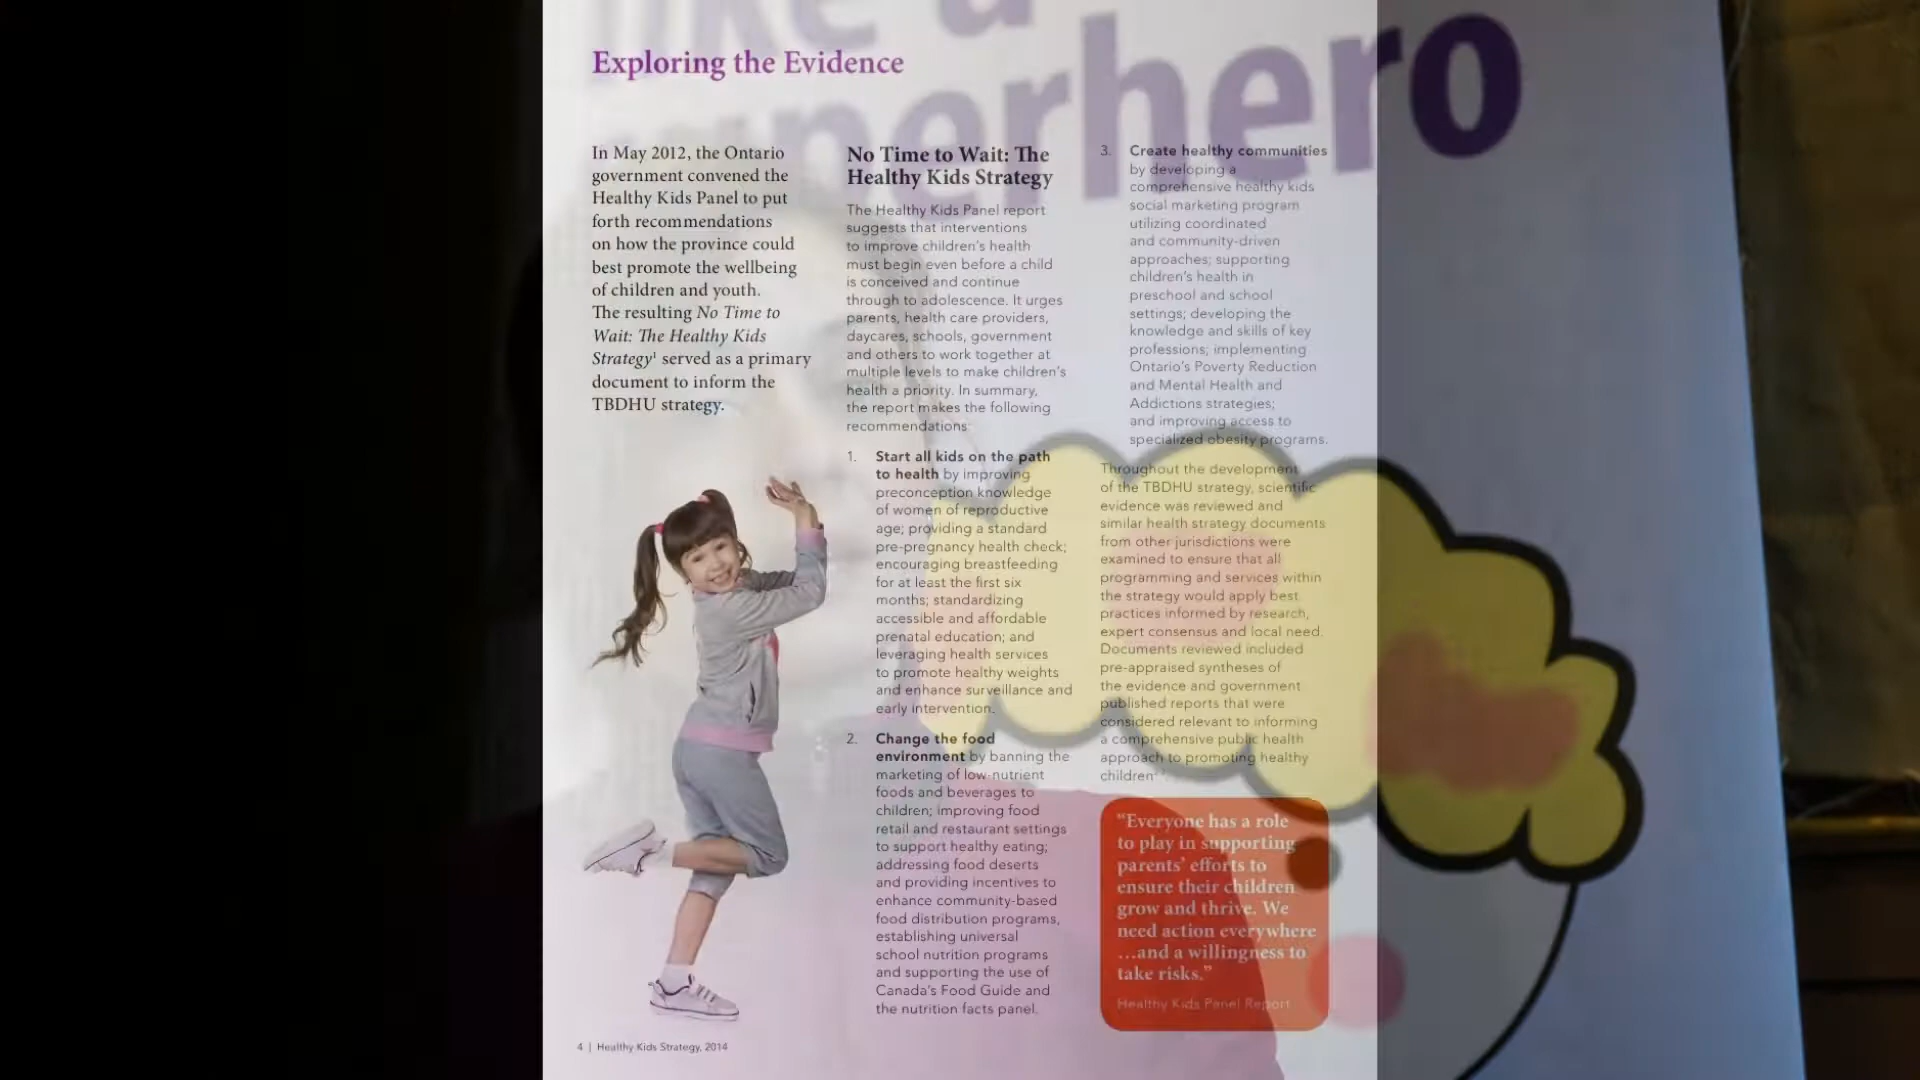 like a
superhero
Exploring the Evidence
In May 2012, the Ontario
government convened the
Healthy Kids Panel to put
forth recommendations
on how the province could
best promote the wellbeing
of children and youth.
The resulting No Time to
Wait: The Healthy Kids
Strategy¹ served as a primary
document to inform the
TBDHU strategy.
No Time to Wait: The
Healthy Kids Strategy
The Healthy Kids Panel report
suggests that interventions
to improve children's health
must begin even before a child
is conceived and continue
through to adolescence. It urges
parents, health care providers,
daycares, schools, government
and others to work together at
multiple levels to make children's
health a priority. In summary,
the report makes the following
recommendations:
1. Start all kids on the path
to health by improving
preconception knowledge
of women of reproductive
age; providing a standard
pre-pregnancy health check;
encouraging breastfeeding
for at least the first six
months; standardizing
accessible and affordable
prenatal education; and
leveraging health services
to promote healthy weights
and enhance surveillance and
early intervention.
2. Change the food
environment by banning the
marketing of low-nutrient
foods and beverages to
children; improving food
retail and restaurant settings
to support healthy eating;
addressing food deserts
and providing incentives to
enhance community-based
food distribution programs,
establishing universal
school nutrition programs
and supporting the use of
Canada's Food Guide and
the nutrition facts panel.
3. Create healthy communities
by developing a
comprehensive healthy kids
social marketing program
utilizing coordinated
and community-driven
approaches; supporting
children's health in
preschool and school
settings; developing the
knowledge and skills of key
professions; implementing
Ontario's Poverty Reduction
and Mental Health and
Addictions strategies;
and improving access to
specialized obesity programs.
Throughout the development
of the TBDHU strategy, scientific
evidence was reviewed and
similar health strategy documents
from other jurisdictions were
examined to ensure that all
programming and services within
the strategy would apply best
practices informed by research,
expert consensus and local need.
Documents reviewed included
pre-appraised syntheses of
the evidence and government
published reports that were
considered relevant to informing
a comprehensive public health
approach to promoting healthy
children
"Everyone has a role
to play in supporting
parents' efforts to
ensure their children
grow and thrive. We
need action everywhere
...and a willingness to
take risks."
Healthy Kids Panel Report
4 | Healthy Kids Strategy, 2014